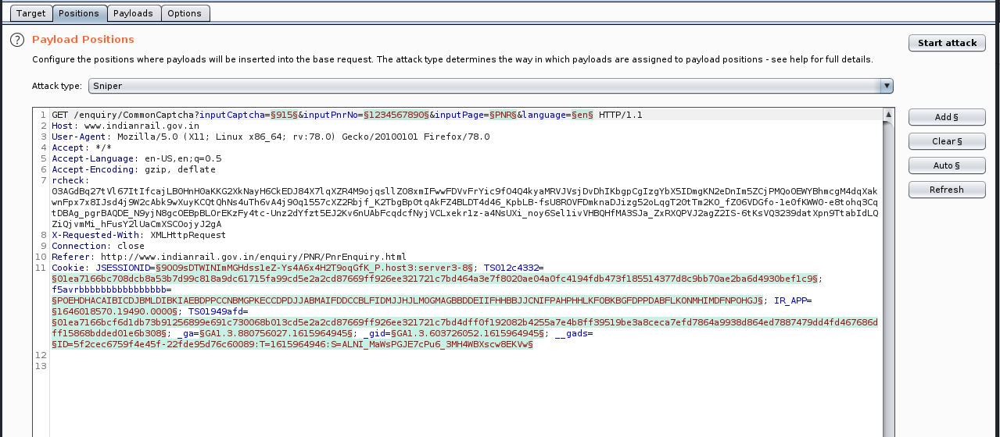 Target Positions Payloads Options
? Payload Positions
Start attack
Configure the positions where payloads will be inserted into the base request. The attack type determines the way in which payloads are assigned to payload positions - see help for full details.
Attack type: Sniper
1 GET /enquiry/CommonCaptcha?inputCaptcha=§915§&inputPnrNo=§1234567890§&inputPage=§PNR§&language=§en§ HTTP/1.1
Add §
2 Host: www.indianrail.gov.in
3 User-Agent: Mozilla/5.0 (X11; Linux x86_64; rv:78.0) Gecko/20100101 Firefox/78.0
Clear §
4 Accept: */*
5 Accept-Language: en-US,en;q=0.5
Auto §
6 Accept-Encoding: gzip, deflate
7 rcheck:
Refresh
03AGdBq27tVl67ItIfcajLB0HnH0aKKG2XkNayH6CkEDJ84X7lqXZR4M9ojqsllZO8xmIFwwFDVvFrYic9fO4Q4kyaMRVJVsjDvDhIKbgpCgIzgYbX5IDmgKN2eDnIm5ZCjPMQoOEWYBhmcgM4dqXak
wnFpx7x8IJsd4j9W2cAbk9wXuyKCQtQhNs4uTh6vA4j90ql557cXZ2Rbjf_K2TbgBp0tqAkFZ4BLDT4d46_KpbLB-fsU8ROVFDmknaDJizg52oLqgT20tTm2KO_fZ06VDGfo-1e0fKWW0-e8tohq3Cq
tDBAg_pgrBAQDE_N9yjN8gcOEBpBLOrEKzFy4tc-Unz2dYfzt5EJ2Kv6nUAbFcqdcfNyjVCLxekr1z-a4NsUXi_noy6Sel1ivVHBQHfMA3SJa_ZxRXQPVJ2agZ2IS-6tKsVQ3239datXpn9TtabIdLQ
ZiQjvmMi_hFusY2lUaCmXSCOojyJ2gA
8 X-Requested-With: XMLHttpRequest
9 Connection: close
10 Referer: http://www.indianrail.gov.in/enquiry/PNR/PnrEnquiry.html
11 Cookie: JSESSIONID=§9OO9sDTWINImMGHdss1eZ-Ys4A6x4H2T9oqGfK_P.host3:server3-8§; TS012c4332=
§01ea7166bc708dcb8a53b7d99c818a9dc61715fa99cd5e2a2cd87669ff926ee321721c7bd464a3e7f8020ae04a0fc4194fdb473f185514377d8c9bb70ae2ba6d4930bef1c9§;
f5avrbbbbbbbbbbbbbbbb=
§POEHDHACAIBICDJBMLDIBKIAEBDPPCCNBMGPKECCDPDJJABMAIFDDCCBLFIDMJJHJLMOGMAGBBDDEIIFHHBBJJCNIFPAHPHHLKFOBKBGFDPPDABFLKONMHIMDFNPOHGJ§; IR_APP=
§1646018570.19490.0000§; TS01949afd=
§01ea7166bcf6d1db73b91256899e691c730068b013cd5e2a2cd87669ff926ee321721c7bd4dff0f192082b4255a7e4b8ff39519be3a8ceca7efd7864a9938d864ed7887479dd4fd467686d
ff15868bdded01e6b308§; _ga=§GA1.3.880756027.1615964945§; _gid=§GA1.3.603726052.1615964945§; __gads=
§ID=5f2cec6759f4e45f-22fde95d76c60089:T=1615964946:S=ALNI_MaWsPGJE7cPu6_3MH4WBXscw8EKVw§
12
13